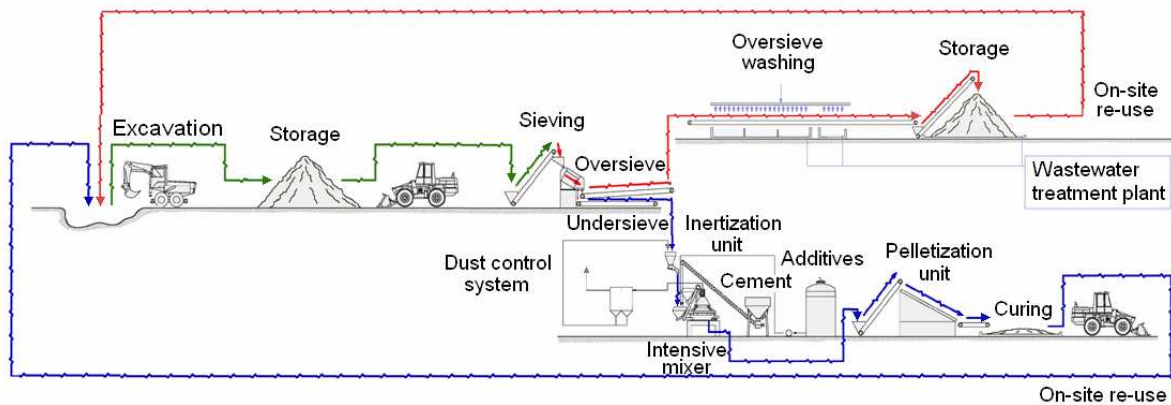 Oversieve
washing
Storage
On-site
re-use
Excavation
Storage
Sieving
Oversieve
Wastewater
treatment plant
Undersieve
Inertization
unit
Dust control
system
Cement
Additives
Pelletization
unit
Curing
Intensive
mixer
On-site re-use